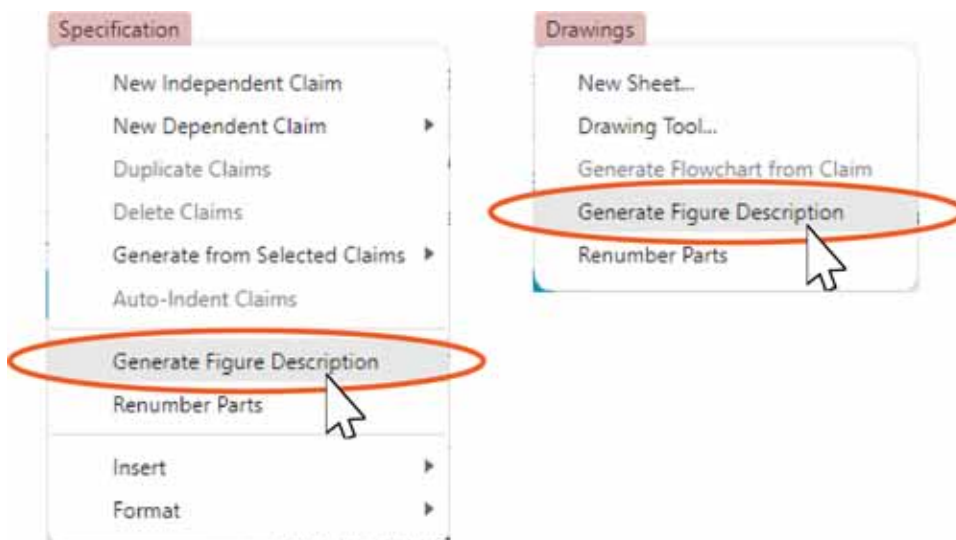 Specification
New Independent Claim
New Dependent Claim
Duplicate Claims
Delete Claims
Generate from Selected Claims
Auto-Indent Claims
Generate Figure Description
Renumber Parts
Insert
Format
Drawings
New Sheet...
Drawing Tool...
Generate Flowchart from Claim
Generate Figure Description
Renumber Parts